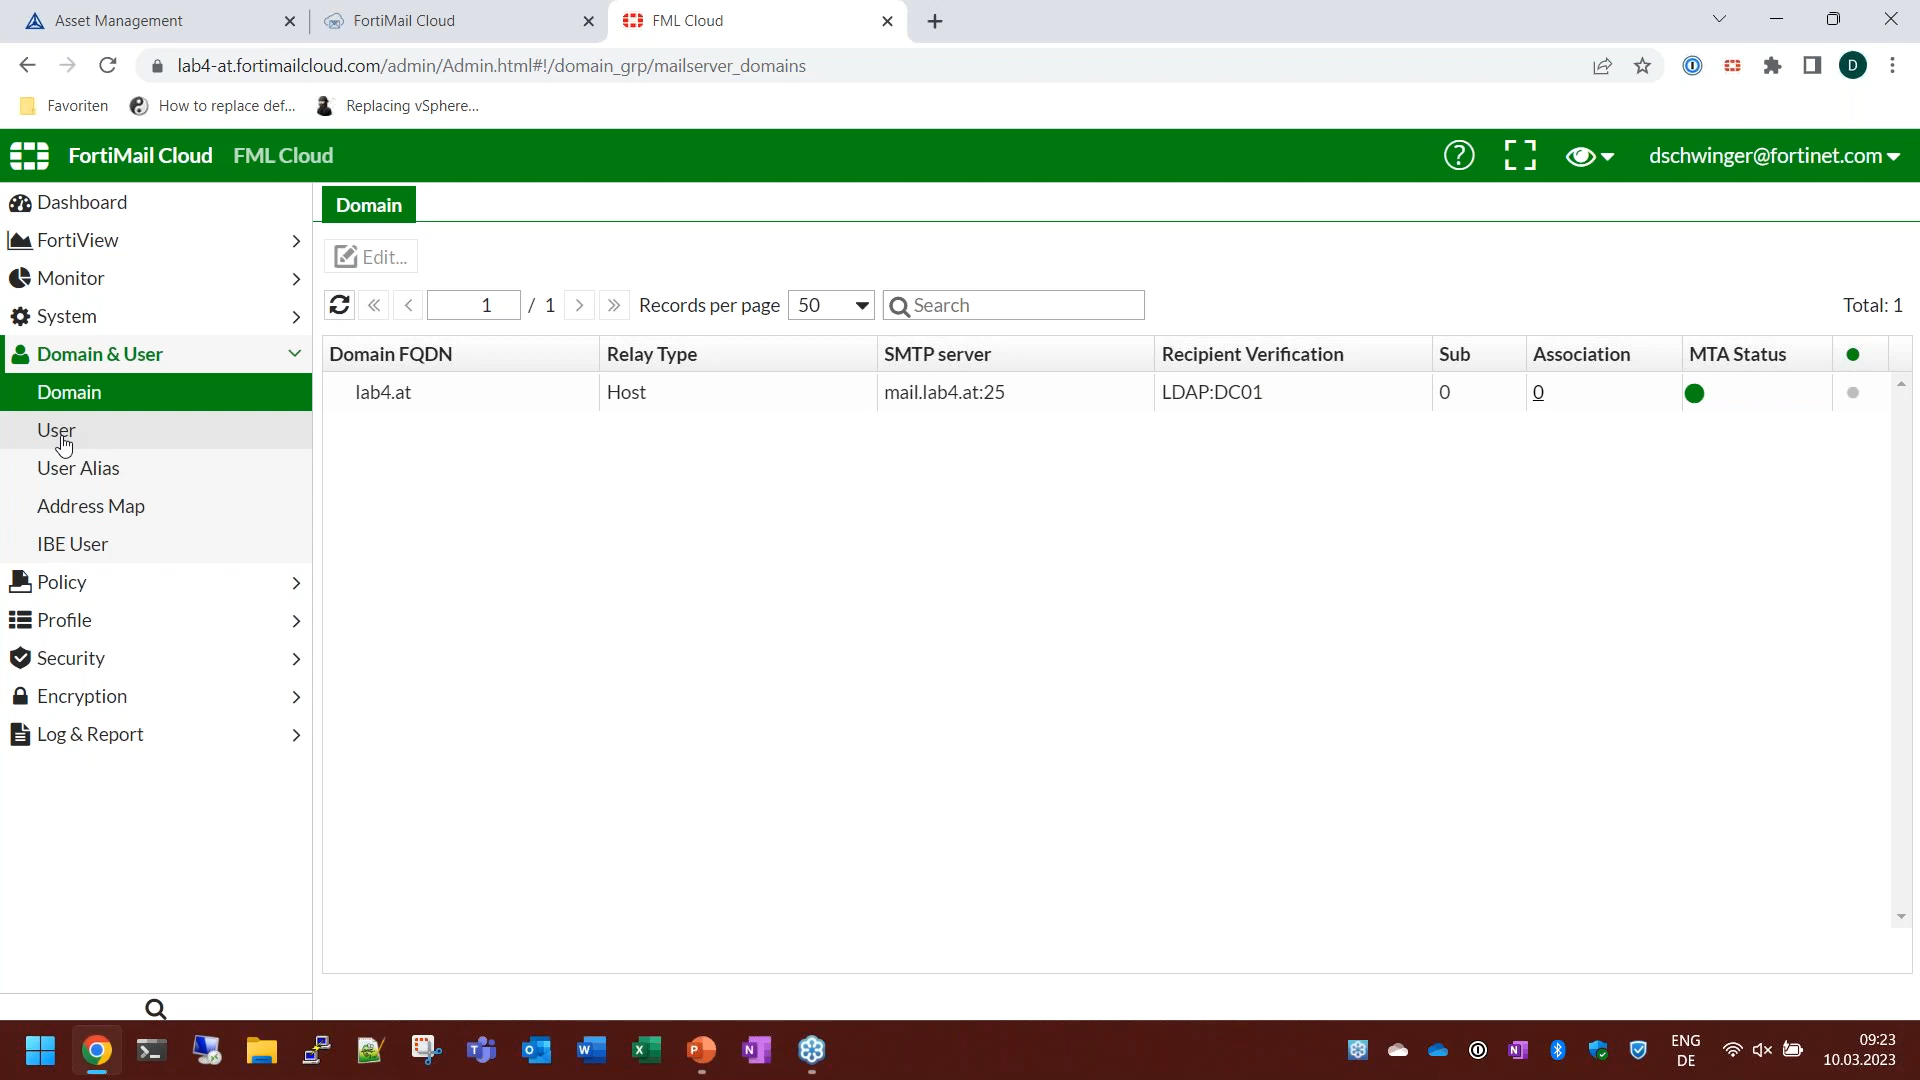 Asset Management
FortiMail Cloud
FML Cloud
lab4-at.fortimailcloud.com/admin/Admin.html#!/domain_grp/mailserver_domains
D
Favoriten
How to replace def...
Replacing vSphere...
FortiMail Cloud FML Cloud
dschwinger@fortinet.com
Dashboard
FortiView
Monitor
System
Domain & User
Domain
User
User Alias
Address Map
IBE User
Policy
Profile
Security
Encryption
Log & Report
Domain
Edit...
1 / 1 Records per page 50 Search Total: 1
Domain FQDN Relay Type SMTP server Recipient Verification Sub Association MTA Status
lab4.at Host mail.lab4.at:25 LDAP:DC01 0 0
ENG
DE
09:23
10.03.2023